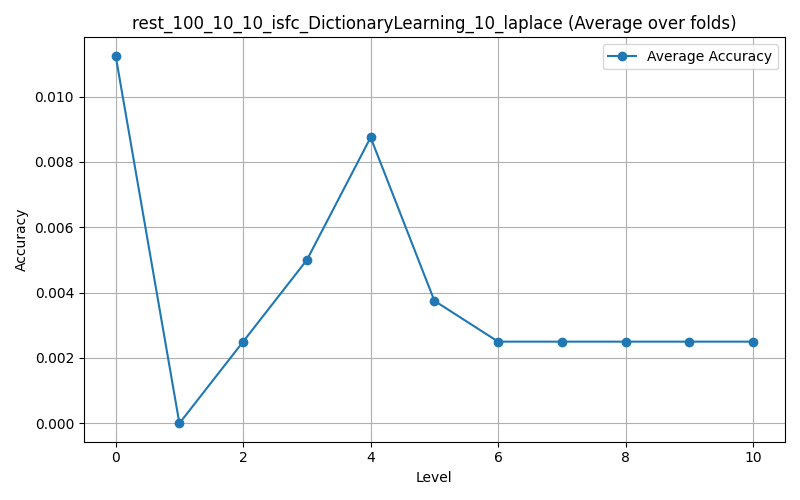 rest_100_10_10_isfc_DictionaryLearning_10_laplace (Average over folds)
Average Accuracy
0.010
0.008
0.006
0.004
0.002
0.000
Accuracy
0 2 4 6 8 10
Level